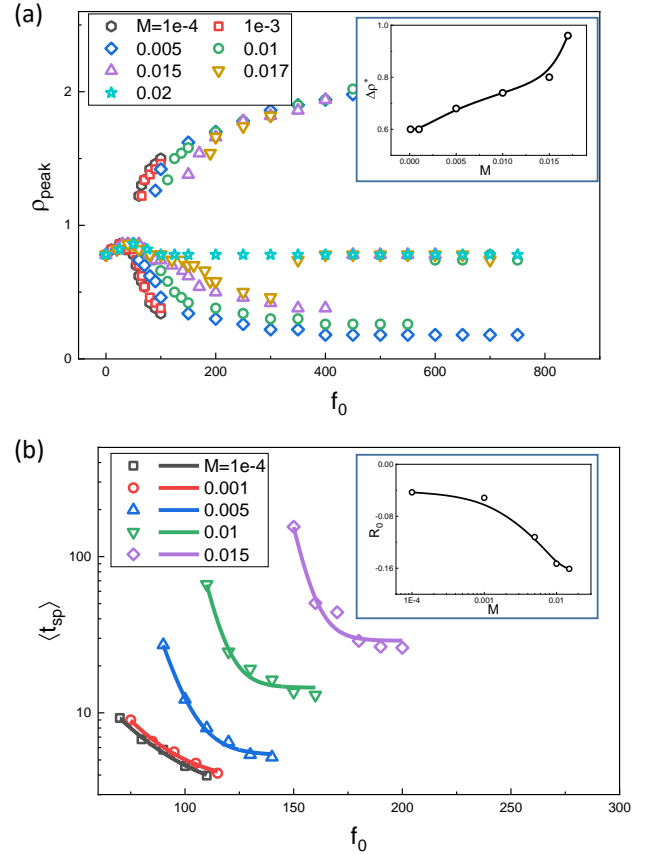 (a)
M=1e-4 1e-3
0.005 0.01
0.015 0.017
0.02
Δρ*
1.0
0.8
0.6
0.000 0.005 0.010 0.015
M
ρpeak
2
1
0
0 200 400 600 800
f0
(b)
M=1e-4
0.001
0.005
0.01
0.015
R0
0.00
-0.08
-0.16
1E-4 0.001 0.01
M
⟨tsp⟩
100
10
100 150 200 250 300
f0